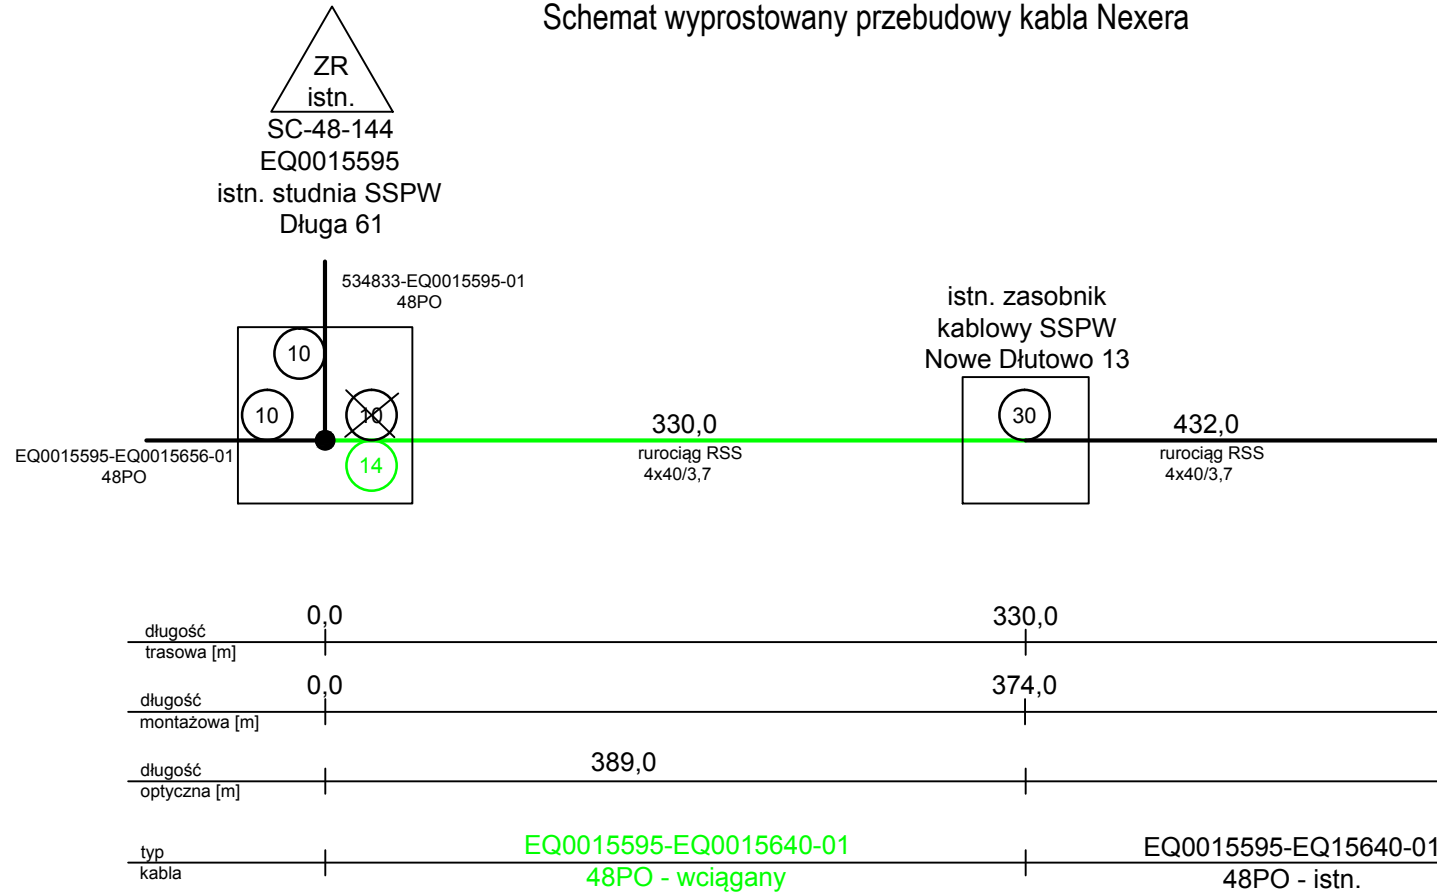 Schemat wyprostowany przebudowy kabla Nexera
ZR
istn.
SC-48-144
EQ0015595
istn. studnia SSPW
Długa 61
534833-EQ0015595-01
48PO
istn. zasobnik
kablowy SSPW
Nowe Dłutowo 13
10
10
10
30
14
330,0
rurociąg RSS
4x40/3,7
432,0
rurociąg RSS
4x40/3,7
EQ0015595-EQ0015656-01
48PO
długość
trasowa [m]
0,0
330,0
długość
montażowa [m]
0,0
374,0
długość
optyczna [m]
389,0
typ
kabla
EQ0015595-EQ0015640-01
48PO - wciągany
EQ0015595-EQ15640-01
48PO - istn.